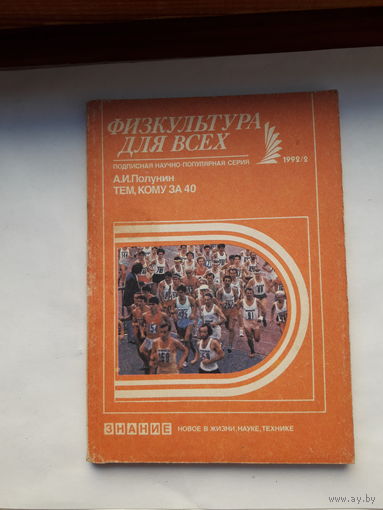 ФИЗКУЛЬТУРА
ДЛЯ ВСЕХ
ПОДПИСНАЯ НАУЧНО-ПОПУЛЯРНАЯ СЕРИЯ
1992/2
А.И.Полунин
ТЕМ, КОМУ ЗА 40
ЗНАНИЕ НОВОЕ В ЖИЗНИ, НАУКЕ, ТЕХНИКЕ
www.ay.by